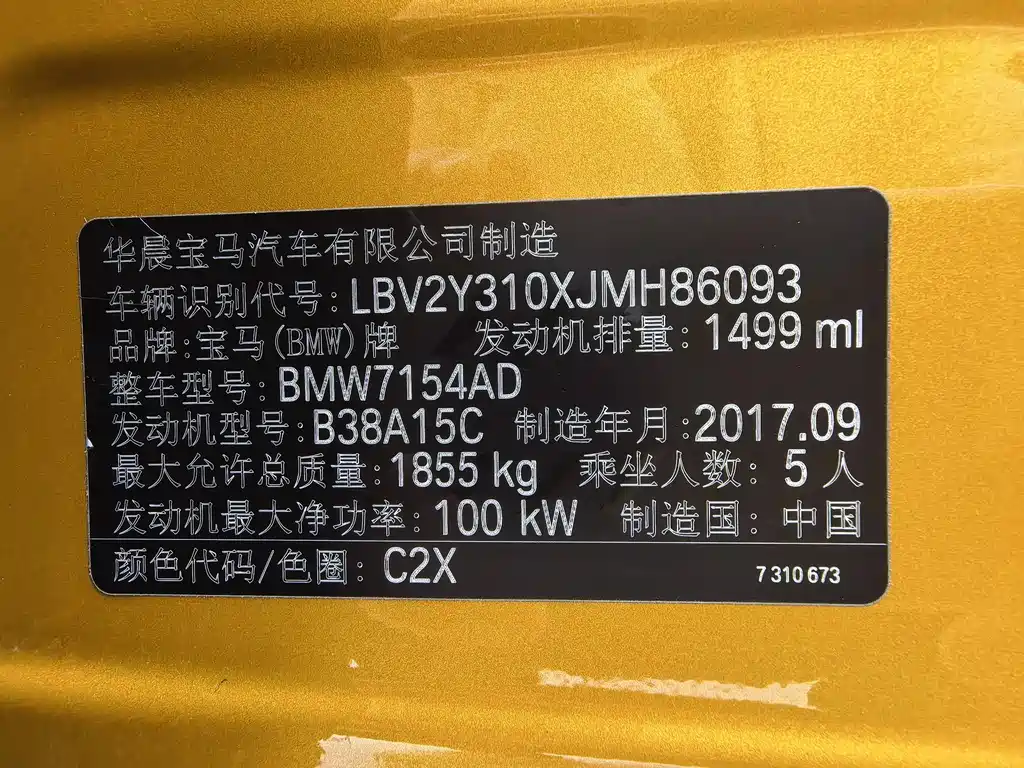 华晨宝马汽车有限公司制造
车辆识别代号:LBV2Y310XJMH86093
品牌:宝马(BMW)牌 发动机排量:1499 ml
整车型号:BMW7154AD
发动机型号:B38A15C 制造年月:2017.09
最大允许总质量:1855 kg 乘坐人数:5 人
发动机最大净功率:100 kW 制造国:中国
颜色代码/色圈:C2X 7 310 673